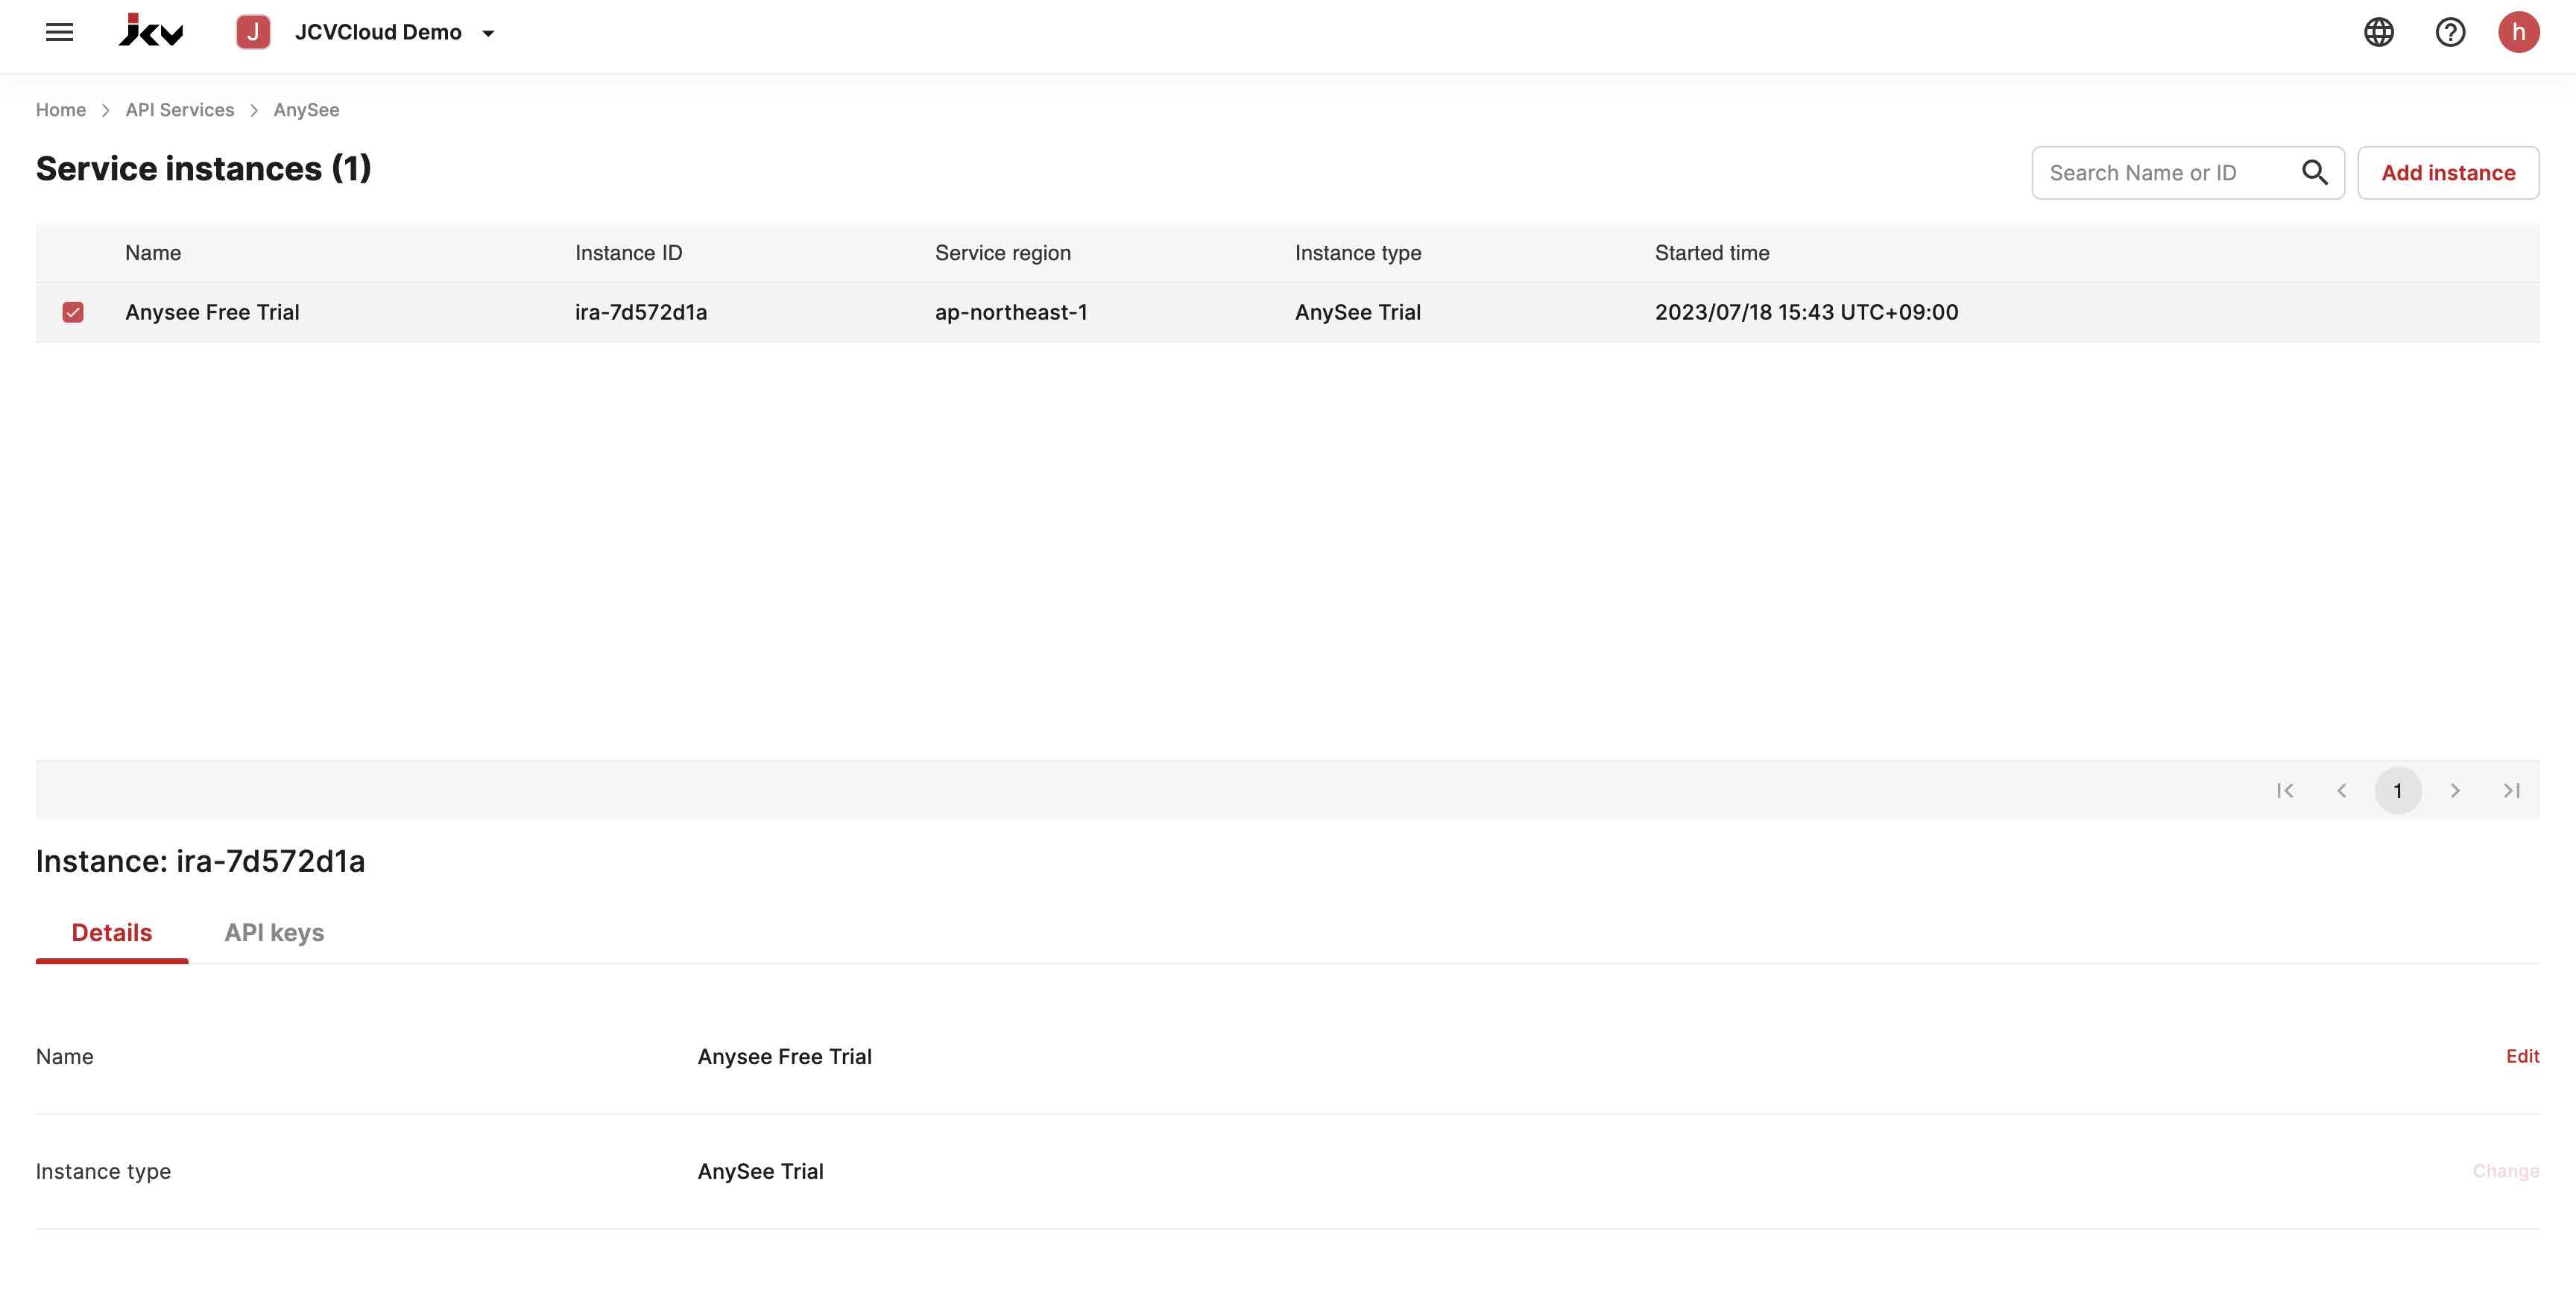 jcv J JCVCloud Demo h
Home > API Services > AnySee
Service instances (1)
Search Name or ID Add instance
Name Instance ID Service region Instance type Started time
Anysee Free Trial ira-7d572d1a ap-northeast-1 AnySee Trial 2023/07/18 15:43 UTC+09:00
1
Instance: ira-7d572d1a
Details API keys
Name Anysee Free Trial Edit
Instance type AnySee Trial Change